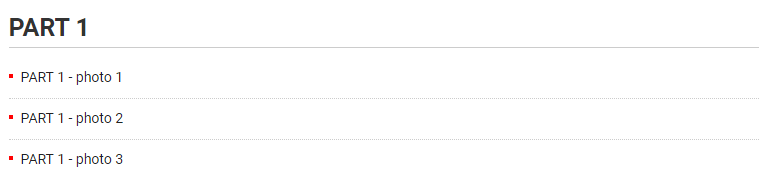 PART 1
PART 1 - photo 1
PART 1 - photo 2
PART 1 - photo 3